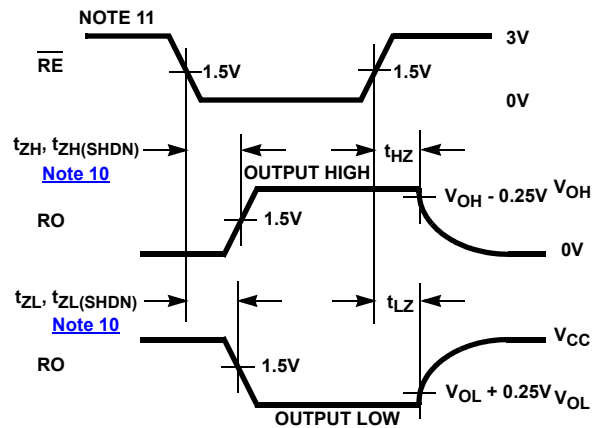 NOTE 11
RE
1.5V
1.5V
3V
0V
tZH, tZH(SHDN)
Note 10
tHZ
OUTPUT HIGH
VOH - 0.25V VOH
RO
1.5V
0V
tZL, tZL(SHDN)
Note 10
tLZ
VCC
RO
1.5V
VOL + 0.25V VOL
OUTPUT LOW